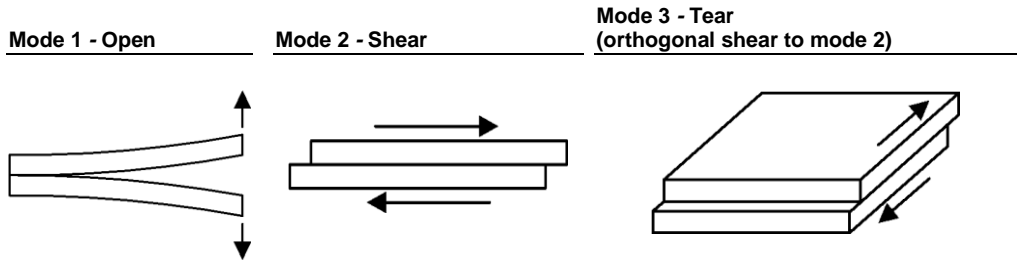 Mode 1 - Open
Mode 2 - Shear
Mode 3 - Tear
(orthogonal shear to mode 2)